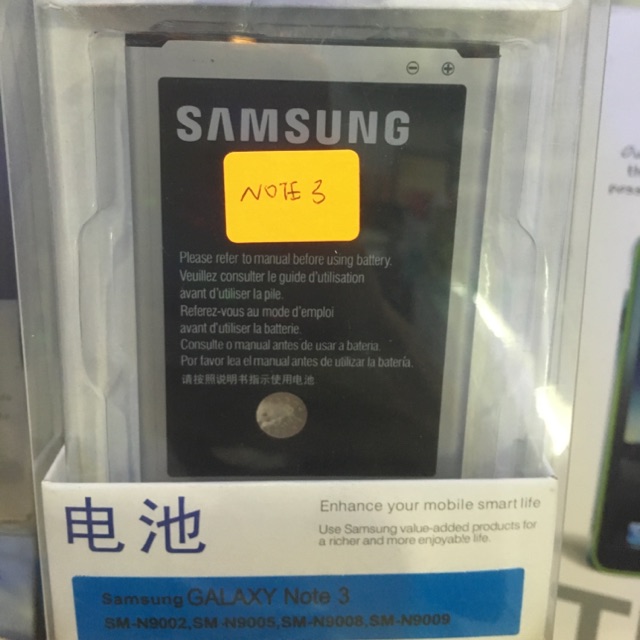 SAMSUNG
NOTE 3
Please refer to manual before using battery.
Veuillez consulter le guide d'utilisation
avant d'utiliser la pile.
Referez-vous au mode d'emploi
avant d'utiliser la batterie.
Consulte o manual antes de usar a bateria.
Por favor lea el manual antes de utilizar la batería.
请按照说明书指示使用电池
电池
Enhance your mobile smart life
Use Samsung value-added products for
a richer and more enjoyable life.
Samsung GALAXY Note 3
SM-N9002,SM-N9005,SM-N9008,SM-N9009